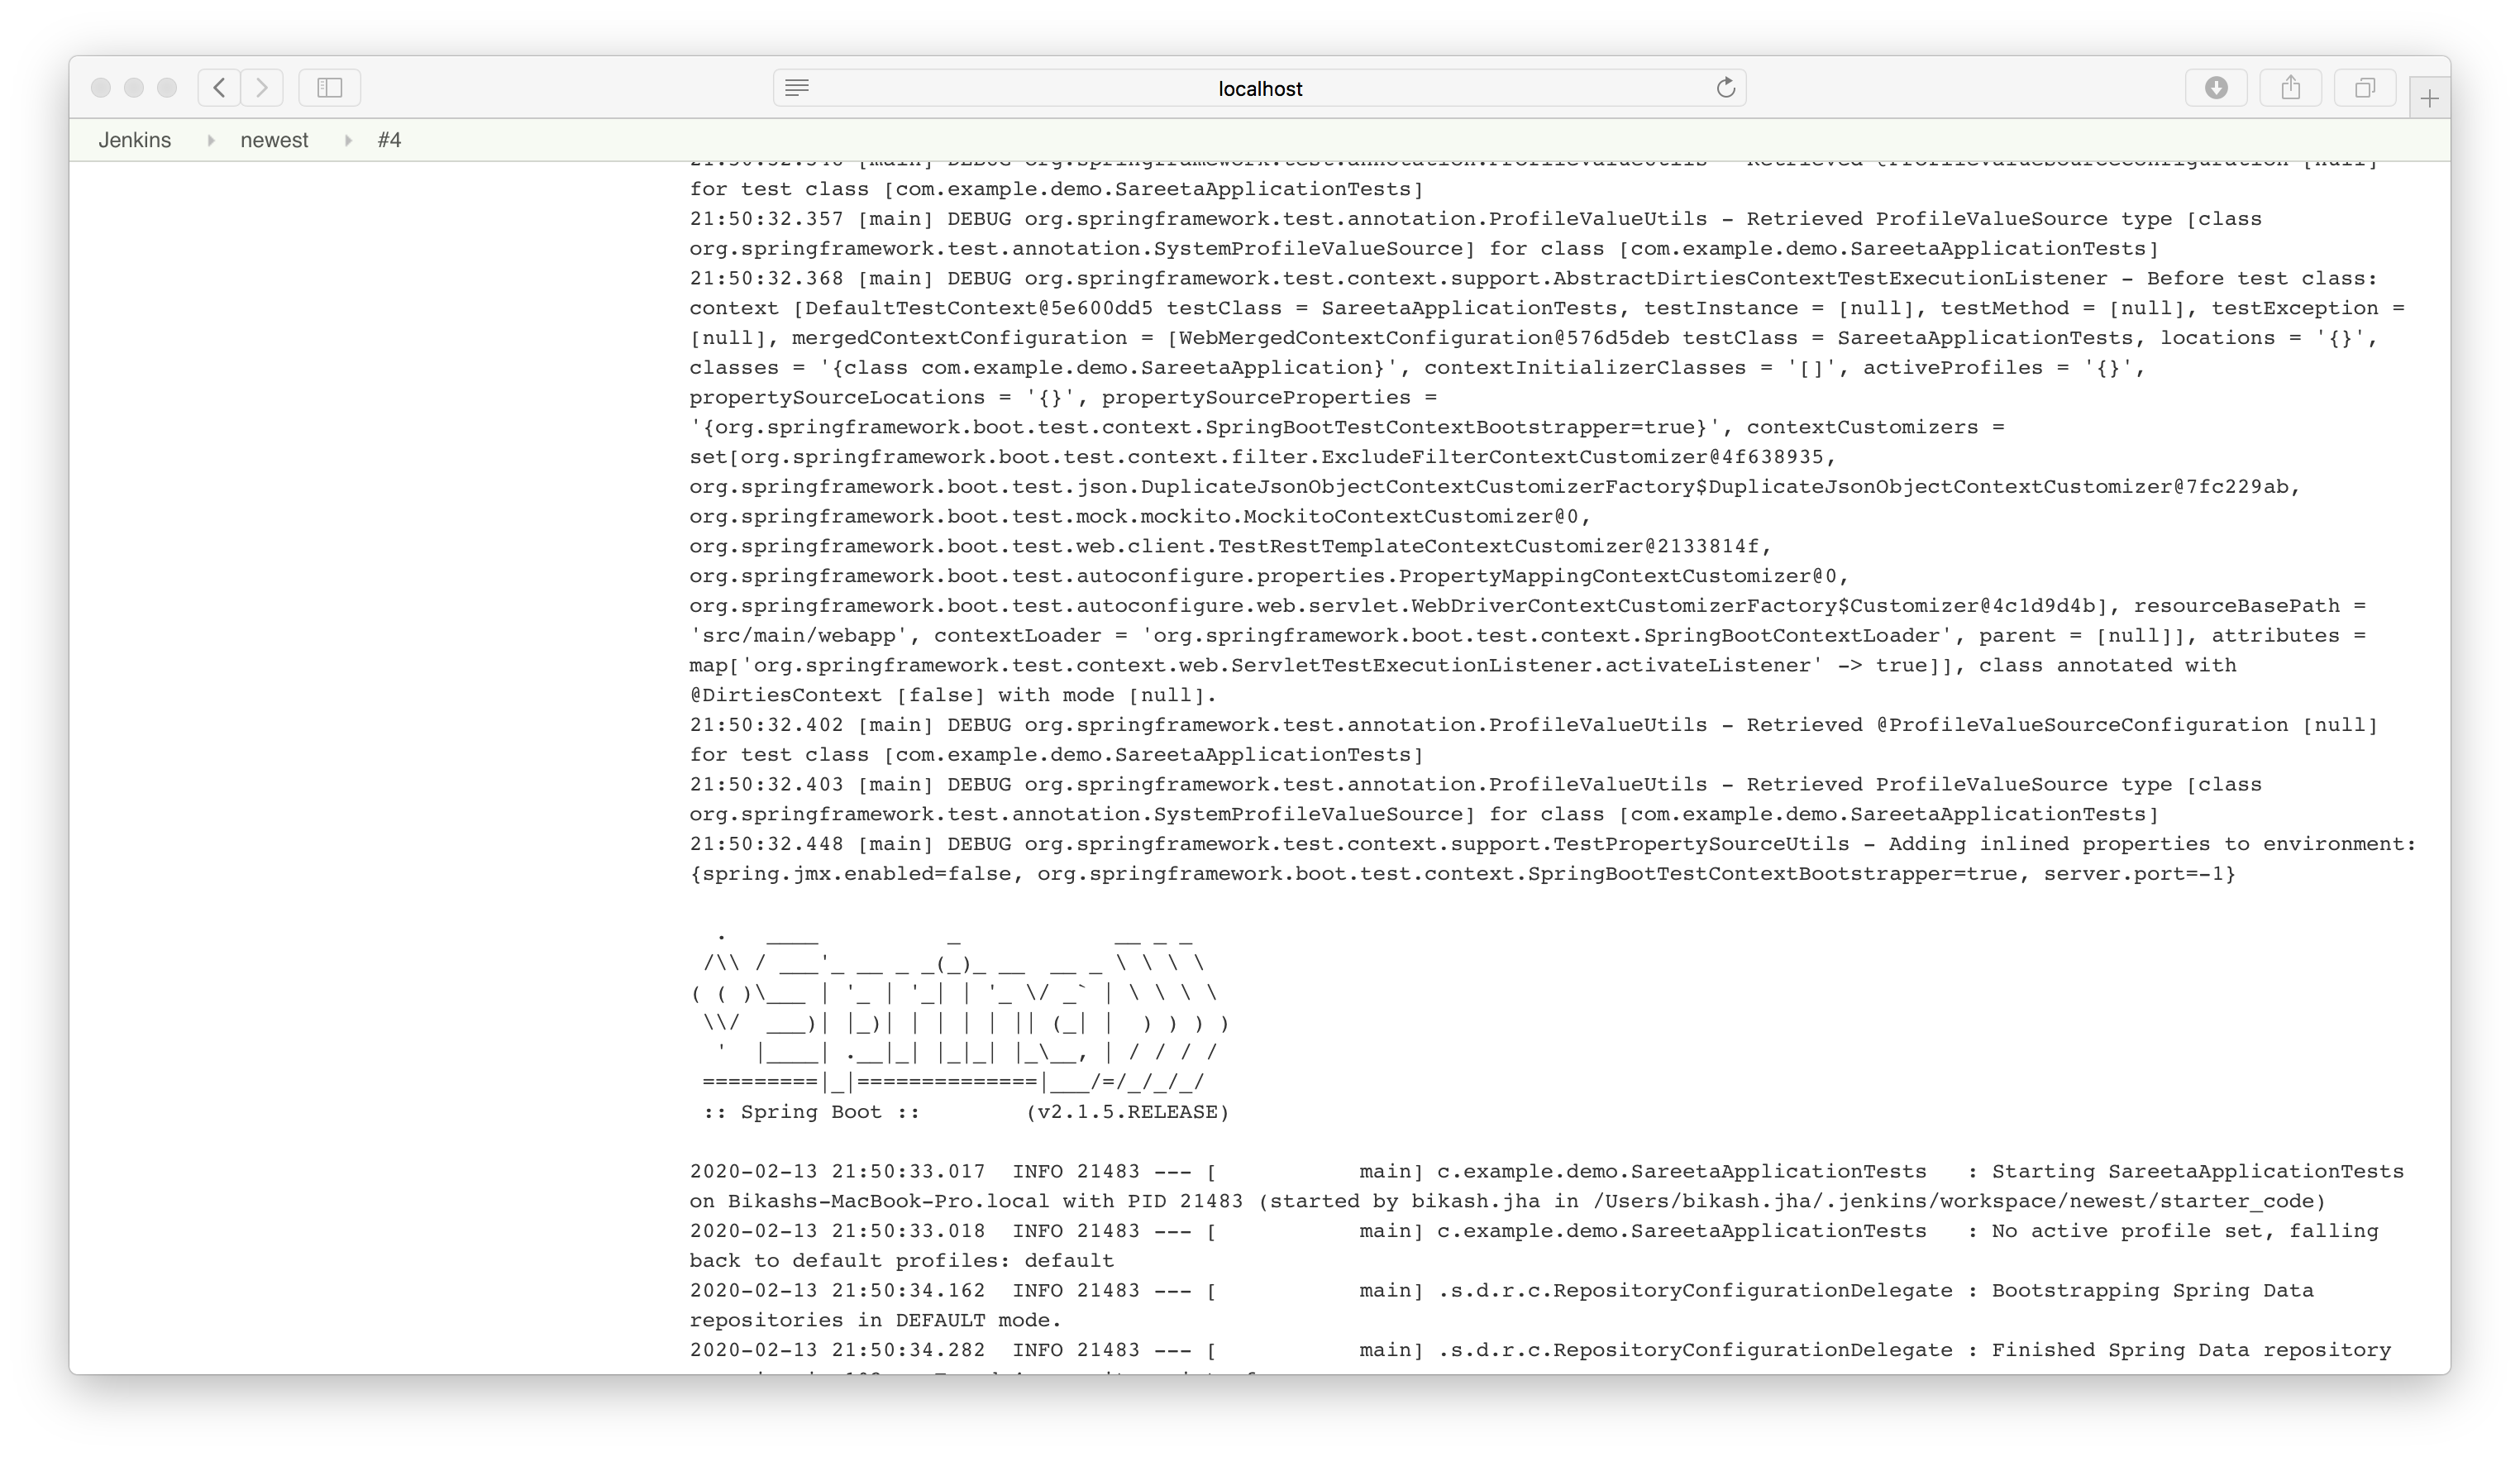 localhost
Jenkins newest #4
21:50:32.348 [main] DEBUG org.springframework.test.annotation.ProfileValueUtils - Retrieved @ProfileValueSourceConfiguration [null]
for test class [com.example.demo.SareetaApplicationTests]
21:50:32.357 [main] DEBUG org.springframework.test.annotation.ProfileValueUtils - Retrieved ProfileValueSource type [class
org.springframework.test.annotation.SystemProfileValueSource] for class [com.example.demo.SareetaApplicationTests]
21:50:32.368 [main] DEBUG org.springframework.test.context.support.AbstractDirtiesContextTestExecutionListener - Before test class:
context [DefaultTestContext@5e600dd5 testClass = SareetaApplicationTests, testInstance = [null], testMethod = [null], testException =
[null], mergedContextConfiguration = [WebMergedContextConfiguration@576d5deb testClass = SareetaApplicationTests, locations = '{}',
classes = '{class com.example.demo.SareetaApplication}', contextInitializerClasses = '[]', activeProfiles = '{}',
propertySourceLocations = '{}', propertySourceProperties =
'{org.springframework.boot.test.context.SpringBootTestContextBootstrapper=true}', contextCustomizers =
set[org.springframework.boot.test.context.filter.ExcludeFilterContextCustomizer@4f638935,
org.springframework.boot.test.json.DuplicateJsonObjectContextCustomizerFactory$DuplicateJsonObjectContextCustomizer@7fc229ab,
org.springframework.boot.test.mock.mockito.MockitoContextCustomizer@0,
org.springframework.boot.test.web.client.TestRestTemplateContextCustomizer@2133814f,
org.springframework.boot.test.autoconfigure.properties.PropertyMappingContextCustomizer@0,
org.springframework.boot.test.autoconfigure.web.servlet.WebDriverContextCustomizerFactory$Customizer@4c1d9d4b], resourceBasePath =
'src/main/webapp', contextLoader = 'org.springframework.boot.test.context.SpringBootContextLoader', parent = [null]], attributes =
map['org.springframework.test.context.web.ServletTestExecutionListener.activateListener' -> true]], class annotated with
@DirtiesContext [false] with mode [null].
21:50:32.402 [main] DEBUG org.springframework.test.annotation.ProfileValueUtils - Retrieved @ProfileValueSourceConfiguration [null]
for test class [com.example.demo.SareetaApplicationTests]
21:50:32.403 [main] DEBUG org.springframework.test.annotation.ProfileValueUtils - Retrieved ProfileValueSource type [class
org.springframework.test.annotation.SystemProfileValueSource] for class [com.example.demo.SareetaApplicationTests]
21:50:32.448 [main] DEBUG org.springframework.test.context.support.TestPropertySourceUtils - Adding inlined properties to environment:
{spring.jmx.enabled=false, org.springframework.boot.test.context.SpringBootTestContextBootstrapper=true, server.port=-1}
Spring
:: Spring Boot :: (v2.1.5.RELEASE)
2020-02-13 21:50:33.017 INFO 21483 --- [ main] c.example.demo.SareetaApplicationTests : Starting SareetaApplicationTests
on Bikashs-MacBook-Pro.local with PID 21483 (started by bikash.jha in /Users/bikash.jha/.jenkins/workspace/newest/starter_code)
2020-02-13 21:50:33.018 INFO 21483 --- [ main] c.example.demo.SareetaApplicationTests : No active profile set, falling
back to default profiles: default
2020-02-13 21:50:34.162 INFO 21483 --- [ main] .s.d.r.c.RepositoryConfigurationDelegate : Bootstrapping Spring Data
repositories in DEFAULT mode.
2020-02-13 21:50:34.282 INFO 21483 --- [ main] .s.d.r.c.RepositoryConfigurationDelegate : Finished Spring Data repository